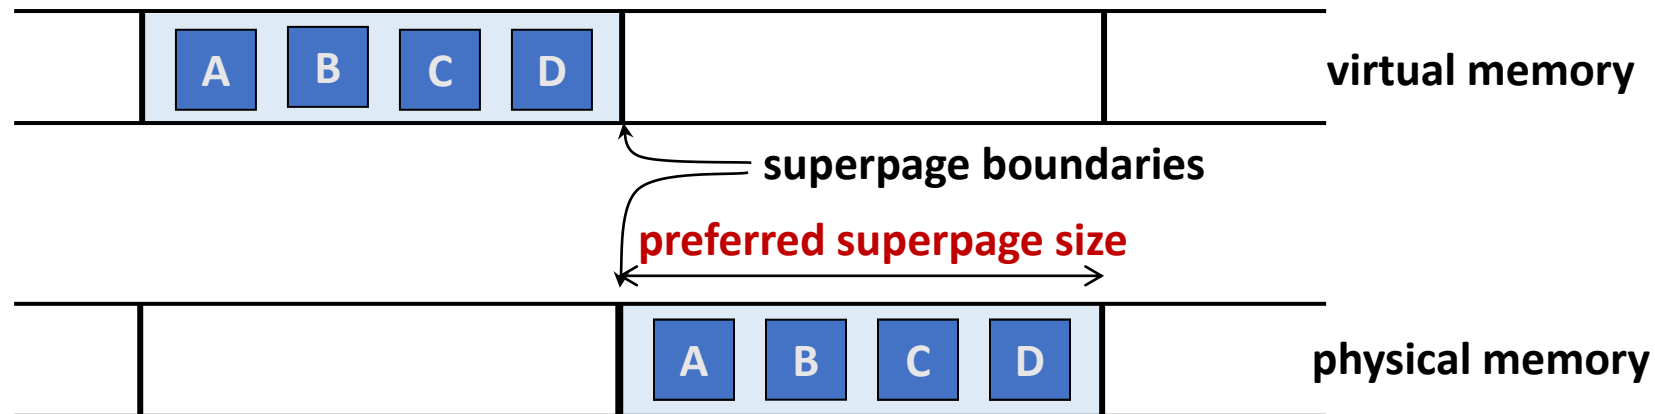 A B C D
virtual memory
superpage boundaries
preferred superpage size
A B C D
physical memory